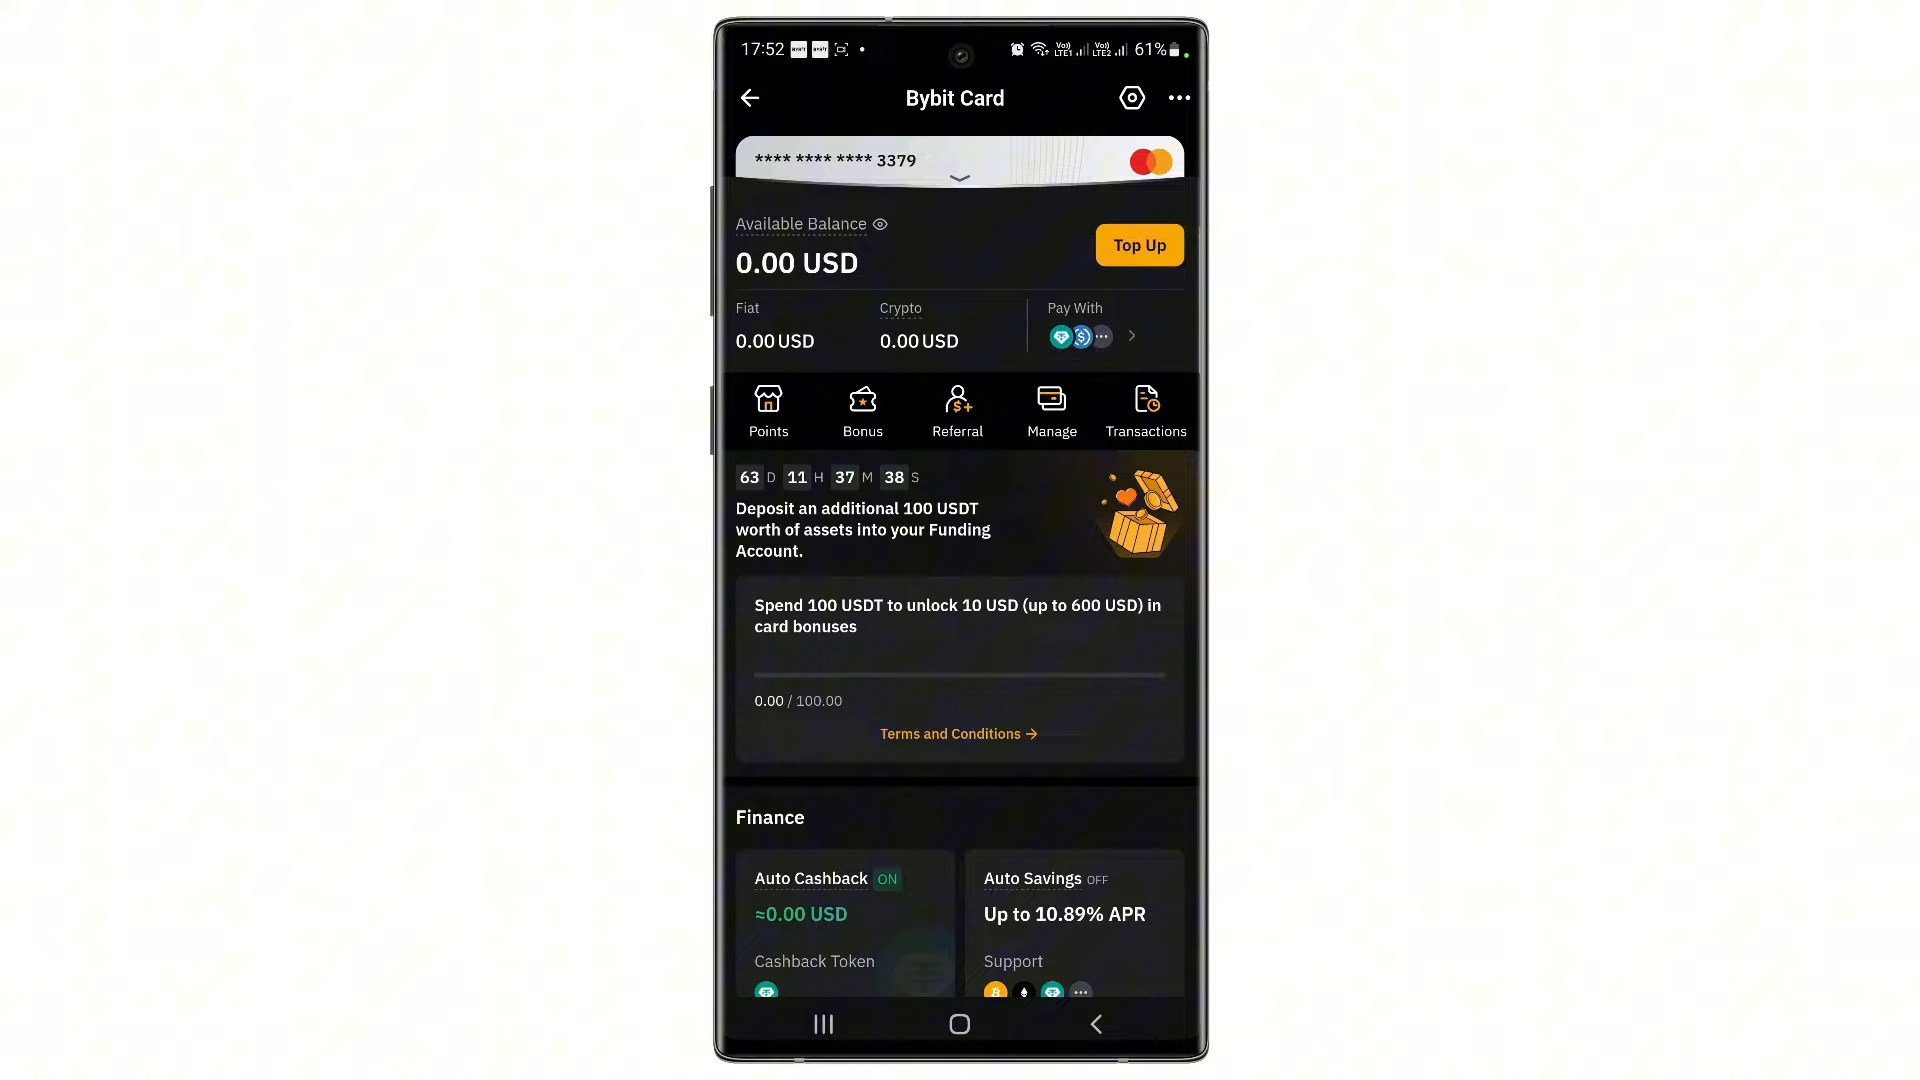 17:52 61%
Bybit Card
**** **** **** 3379
Available Balance
0.00 USD
Top Up
Fiat Crypto Pay With
0.00 USD 0.00 USD
Points Bonus Referral Manage Transactions
63 D 11 H 37 M 38 S
Deposit an additional 100 USDT
worth of assets into your Funding
Account.
Spend 100 USDT to unlock 10 USD (up to 600 USD) in
card bonuses
0.00 / 100.00
Terms and Conditions →
Finance
Auto Cashback ON
≈0.00 USD
Cashback Token
Auto Savings OFF
Up to 10.89% APR
Support